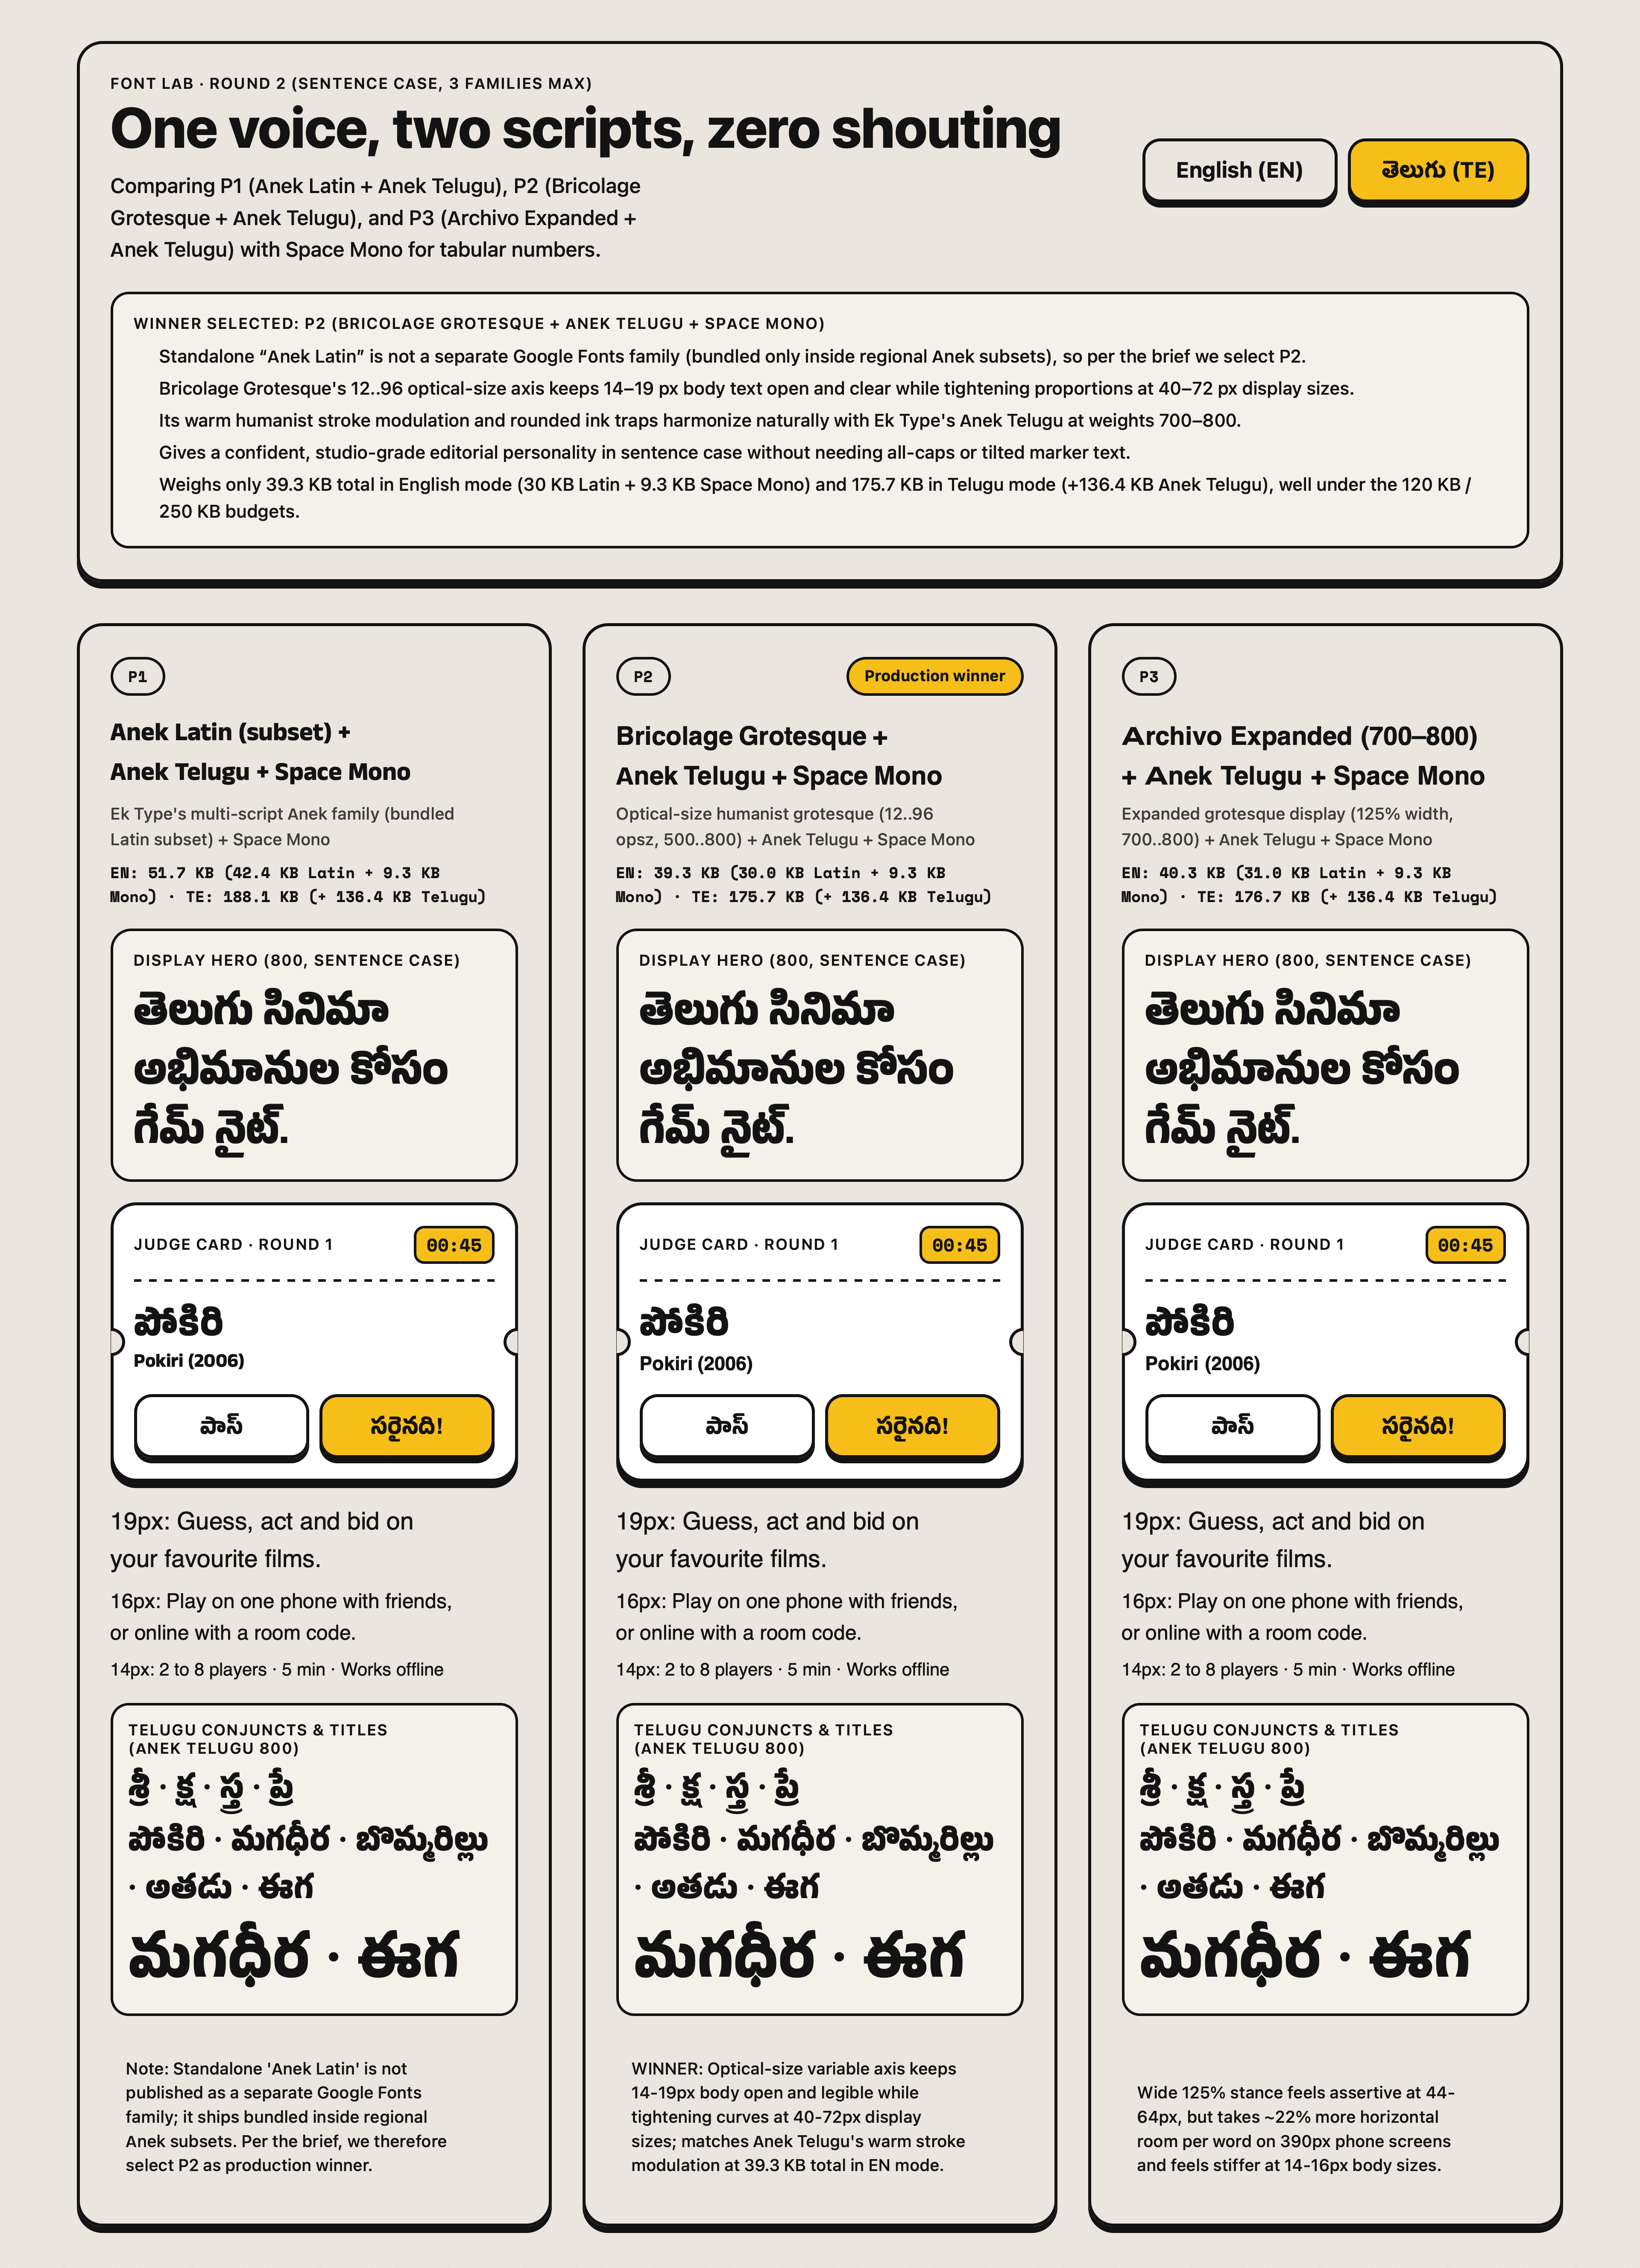 FONT LAB · ROUND 2 (SENTENCE CASE, 3 FAMILIES MAX)
One voice, two scripts, zero shouting
Comparing P1 (Anek Latin + Anek Telugu), P2 (Bricolage
Grotesque + Anek Telugu), and P3 (Archivo Expanded +
Anek Telugu) with Space Mono for tabular numbers.
English (EN)
తెలుగు (TE)
WINNER SELECTED: P2 (BRICOLAGE GROTESQUE + ANEK TELUGU + SPACE MONO)
Standalone “Anek Latin” is not a separate Google Fonts family (bundled only inside regional Anek subsets), so per the brief we select P2.
Bricolage Grotesque's 12..96 optical-size axis keeps 14–19 px body text open and clear while tightening proportions at 40–72 px display sizes.
Its warm humanist stroke modulation and rounded ink traps harmonize naturally with Ek Type's Anek Telugu at weights 700–800.
Gives a confident, studio-grade editorial personality in sentence case without needing all-caps or tilted marker text.
Weighs only 39.3 KB total in English mode (30 KB Latin + 9.3 KB Space Mono) and 175.7 KB in Telugu mode (+136.4 KB Anek Telugu), well under the 120 KB /
250 KB budgets.
P1
Anek Latin (subset) +
Anek Telugu + Space Mono
Ek Type's multi-script Anek family (bundled
Latin subset) + Space Mono
EN: 51.7 KB (42.4 KB Latin + 9.3 KB
Mono) · TE: 188.1 KB (+ 136.4 KB Telugu)
DISPLAY HERO (800, SENTENCE CASE)
తెలుగు సినిమా
అభిమానుల కోసం
గేమ్ నైట్.
JUDGE CARD · ROUND 1
00:45
పోకిరి
Pokiri (2006)
పాస్
సరైనది!
19px: Guess, act and bid on
your favourite films.
16px: Play on one phone with friends,
or online with a room code.
14px: 2 to 8 players · 5 min · Works offline
TELUGU CONJUNCTS & TITLES
(ANEK TELUGU 800)
శ్రీ · క్ష · స్త్ర · ప్రే
పోకిరి · మగధీర · బొమ్మరిల్లు
· అతడు · ఈగ
మగధీర · ఈగ
Note: Standalone 'Anek Latin' is not
published as a separate Google Fonts
family; it ships bundled inside regional
Anek subsets. Per the brief, we therefore
select P2 as production winner.
P2
Production winner
Bricolage Grotesque +
Anek Telugu + Space Mono
Optical-size humanist grotesque (12..96
opsz, 500..800) + Anek Telugu + Space Mono
EN: 39.3 KB (30.0 KB Latin + 9.3 KB
Mono) · TE: 175.7 KB (+ 136.4 KB Telugu)
DISPLAY HERO (800, SENTENCE CASE)
తెలుగు సినిమా
అభిమానుల కోసం
గేమ్ నైట్.
JUDGE CARD · ROUND 1
00:45
పోకిరి
Pokiri (2006)
పాస్
సరైనది!
19px: Guess, act and bid on
your favourite films.
16px: Play on one phone with friends,
or online with a room code.
14px: 2 to 8 players · 5 min · Works offline
TELUGU CONJUNCTS & TITLES
(ANEK TELUGU 800)
శ్రీ · క్ష · స్త్ర · ప్రే
పోకిరి · మగధీర · బొమ్మరిల్లు
· అతడు · ఈగ
మగధీర · ఈగ
WINNER: Optical-size variable axis keeps
14-19px body open and legible while
tightening curves at 40-72px display
sizes; matches Anek Telugu's warm stroke
modulation at 39.3 KB total in EN mode.
P3
Archivo Expanded (700–800)
+ Anek Telugu + Space Mono
Expanded grotesque display (125% width,
700..800) + Anek Telugu + Space Mono
EN: 40.3 KB (31.0 KB Latin + 9.3 KB
Mono) · TE: 176.7 KB (+ 136.4 KB Telugu)
DISPLAY HERO (800, SENTENCE CASE)
తెలుగు సినిమా
అభిమానుల కోసం
గేమ్ నైట్.
JUDGE CARD · ROUND 1
00:45
పోకిరి
Pokiri (2006)
పాస్
సరైనది!
19px: Guess, act and bid on
your favourite films.
16px: Play on one phone with friends,
or online with a room code.
14px: 2 to 8 players · 5 min · Works offline
TELUGU CONJUNCTS & TITLES
(ANEK TELUGU 800)
శ్రీ · క్ష · స్త్ర · ప్రే
పోకిరి · మగధీర · బొమ్మరిల్లు
· అతడు · ఈగ
మగధీర · ఈగ
Wide 125% stance feels assertive at 44-
64px, but takes ~22% more horizontal
room per word on 390px phone screens
and feels stiffer at 14-16px body sizes.